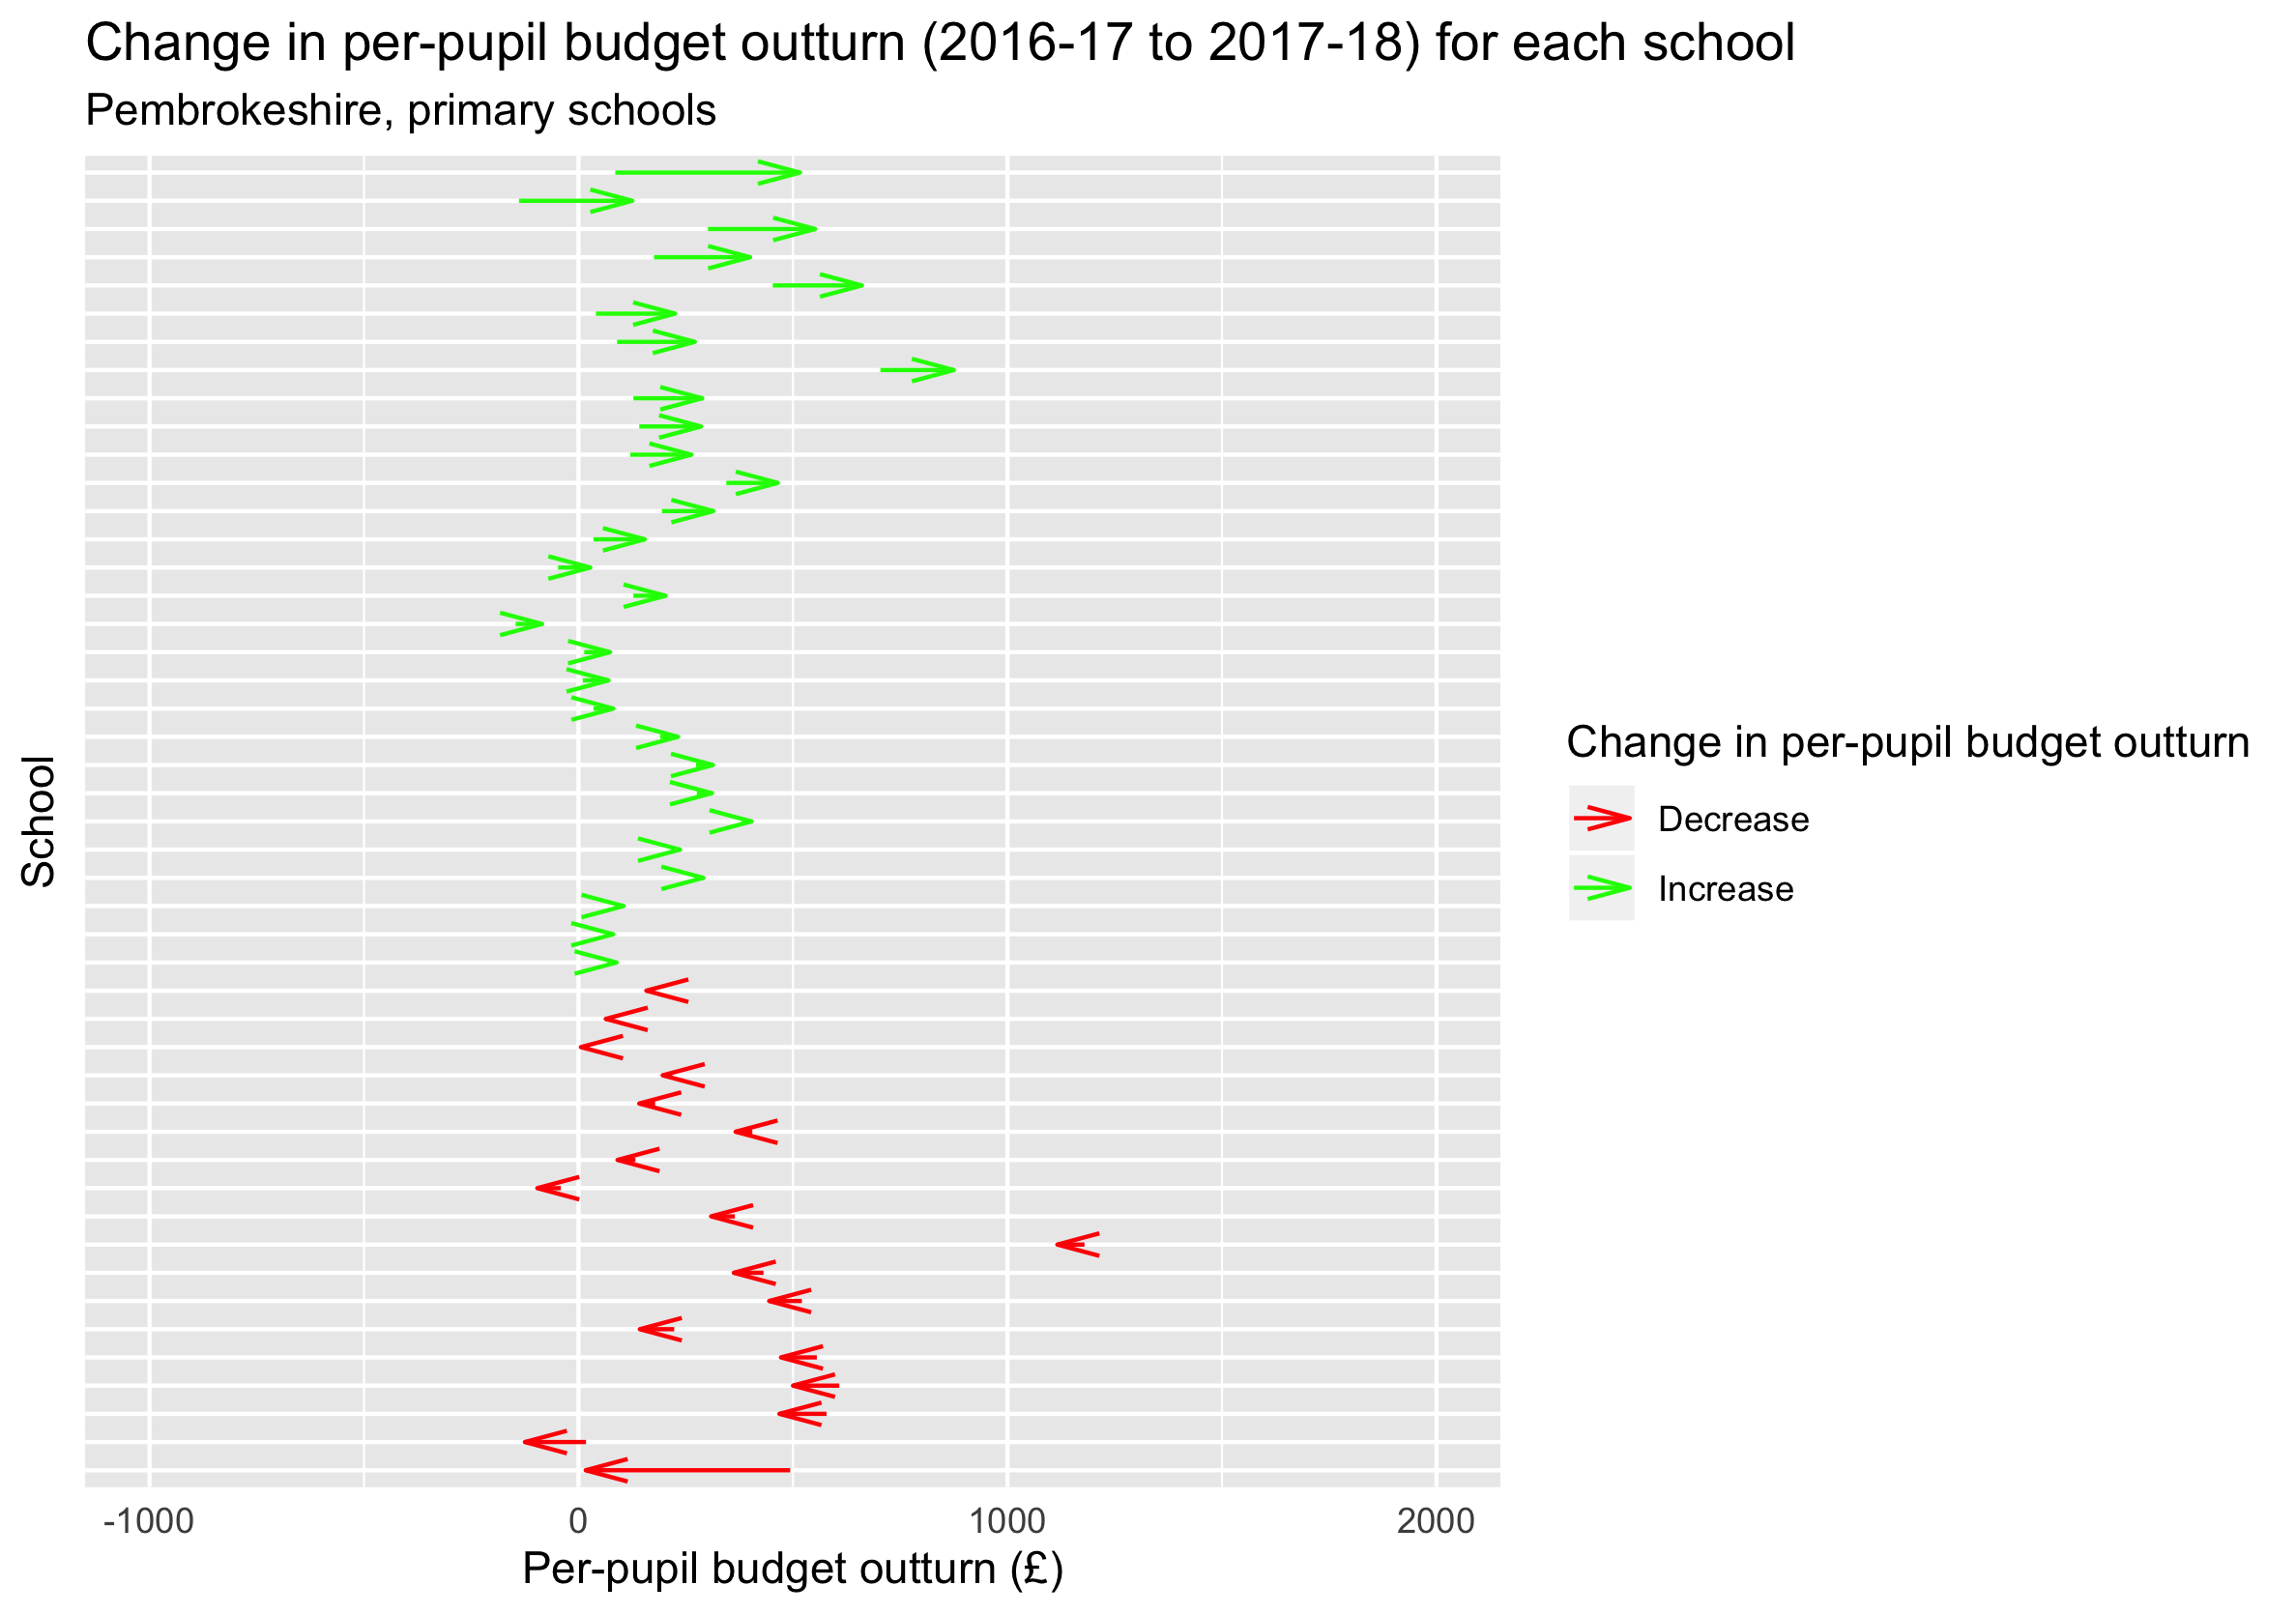 Change in per-pupil budget outturn (2016-17 to 2017-18) for each school
Pembrokeshire, primary schools
School
Change in per-pupil budget outturn
Decrease
Increase
-1000 0 1000 2000
Per-pupil budget outturn (£)